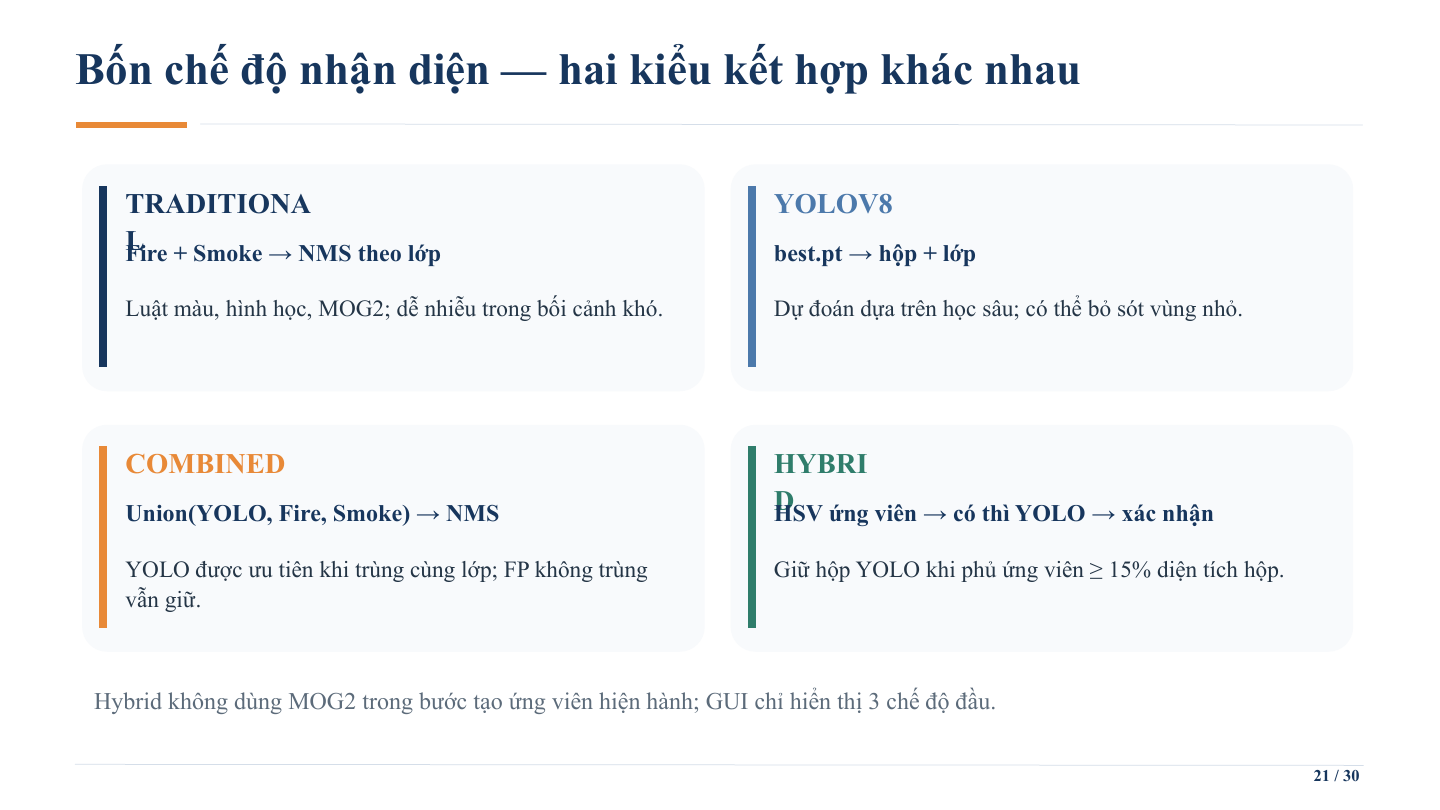 Bốn chế độ nhận diện — hai kiểu kết hợp khác nhau
TRADITIONA
L
Fire + Smoke → NMS theo lớp
Luật màu, hình học, MOG2; dễ nhiễu trong bối cảnh khó.
YOLOV8
best.pt → hộp + lớp
Dự đoán dựa trên học sâu; có thể bỏ sót vùng nhỏ.
COMBINED
Union(YOLO, Fire, Smoke) → NMS
YOLO được ưu tiên khi trùng cùng lớp; FP không trùng
vẫn giữ.
HYBRI
D
HSV ứng viên → có thì YOLO → xác nhận
Giữ hộp YOLO khi phủ ứng viên ≥ 15% diện tích hộp.
Hybrid không dùng MOG2 trong bước tạo ứng viên hiện hành; GUI chỉ hiển thị 3 chế độ đầu.
21 / 30